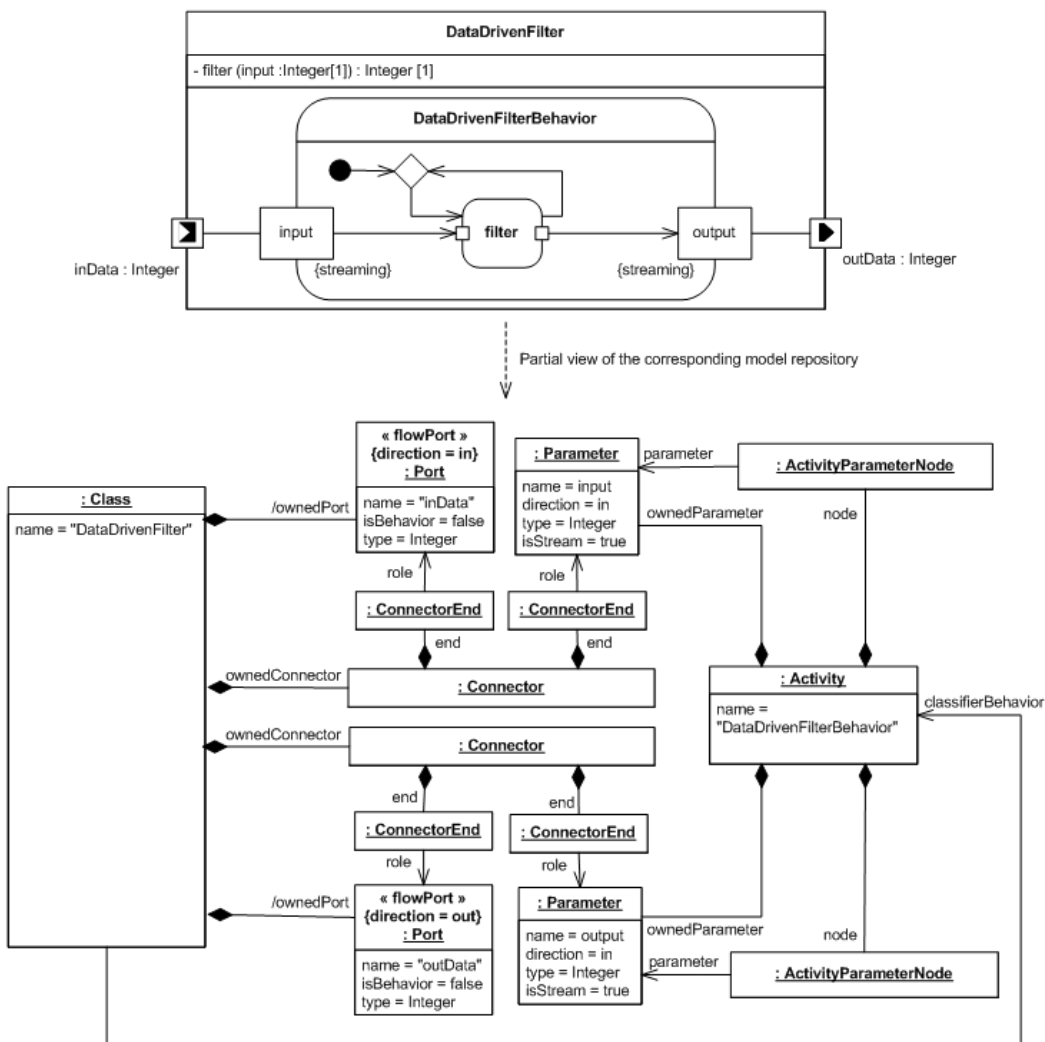 DataDrivenFilter
- filter (input :Integer[1]) : Integer [1]
DataDrivenFilterBehavior
input
filter
output
{streaming}
{streaming}
inData : Integer
outData : Integer
Partial view of the corresponding model repository
« flowPort »
{direction = in}
: Port
name = "inData"
isBehavior = false
type = Integer
: Parameter
name = input
direction = in
type = Integer
isStream = true
parameter
: ActivityParameterNode
: Class
name = "DataDrivenFilter"
/ownedPort
ownedParameter
node
role
role
: ConnectorEnd
: ConnectorEnd
end
end
ownedConnector
: Connector
: Activity
name =
"DataDrivenFilterBehavior"
classifierBehavior
ownedConnector
: Connector
end
end
: ConnectorEnd
: ConnectorEnd
role
role
/ownedPort
« flowPort »
{direction = out}
: Port
name = "outData"
isBehavior = false
type = Integer
: Parameter
name = output
direction = in
type = Integer
isStream = true
ownedParameter
node
parameter
: ActivityParameterNode